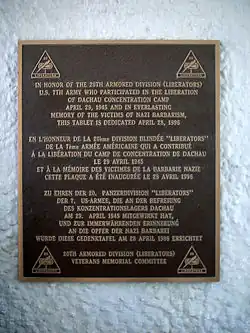 IN HONOR OF THE 20TH ARMORED DIVISION (LIBERATORS)
U.S. 7TH ARMY WHO PARTICIPATED IN THE LIBERATION
OF DACHAU CONCENTRATION CAMP
APRIL 29, 1945 AND IN EVERLASTING
MEMORY OF THE VICTIMS OF NAZI BARBARISM,
THIS TABLET IS DEDICATED APRIL 29, 1998
EN L'HONNEUR DE LA 20ème DIVISION BLINDÉE "LIBERATORS"
DE LA 7ème ARMÉE AMÉRICAINE QUI A CONTRIBUÉ
À LA LIBÉRATION DU CAMP DE CONCENTRATION DE DACHAU
LE 29 AVRIL 1945
ET À LA MÉMOIRE DES VICTIMES DE LA BARBARIE NAZIE
CETTE PLAQUE A ÉTÉ INAUGURÉE LE 29 AVRIL 1998
ZU EHREN DER 20. PANZERDIVISION "LIBERATORS"
DER 7. US-ARMEE, DIE AN DER BEFREIUNG
DES KONZENTRATIONSLAGERS DACHAU
AM 29. APRIL 1945 MITGEWIRKT HAT,
UND ZUR IMMERWÄHRENDEN ERINNERUNG
AN DIE OPFER DER NAZI BARBAREI
WURDE DIESE GEDENKTAFEL AM 29 APRIL 1998 ERRICHTET
20TH ARMORED DIVISION (LIBERATORS)
VETERANS MEMORIAL COMMITTEE